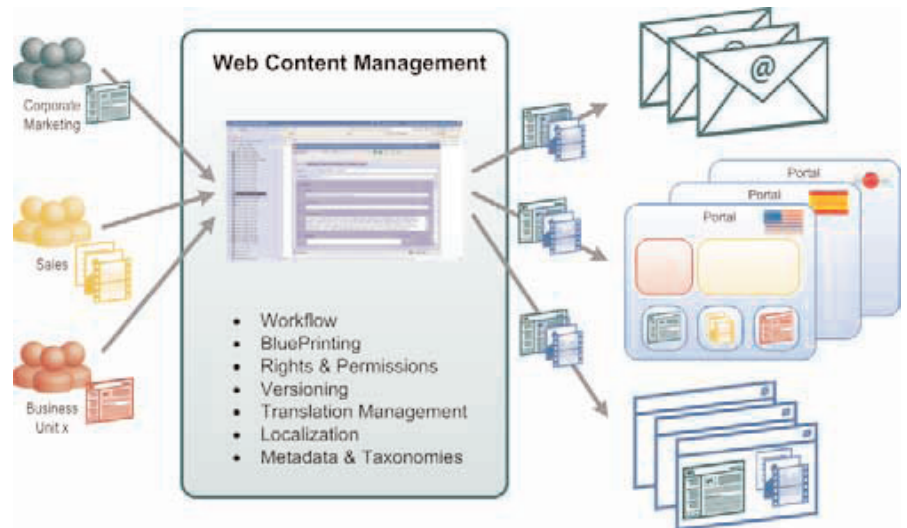 Web Content Management
Corporate
Marketing
Sales
Business
Unit x
• Workflow
• BluePrinting
• Rights & Permissions
• Versioning
• Translation Management
• Localization
• Metadata & Taxonomies
@
Portal
Portal
Portal
@
@
@